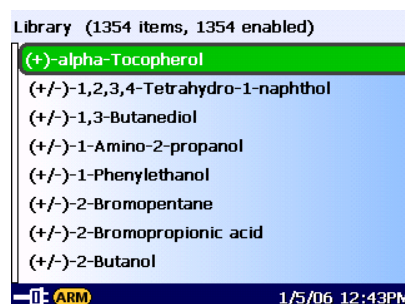 Library (1354 items, 1354 enabled)
(+)-alpha-Tocopherol
(+/-)-1,2,3,4-Tetrahydro-1-naphthol
(+/-)-1,3-Butanediol
(+/-)-1-Amino-2-propanol
(+/-)-1-Phenylethanol
(+/-)-2-Bromopentane
(+/-)-2-Bromopropionic acid
(+/-)-2-Butanol
ARM 1/5/06 12:43PM